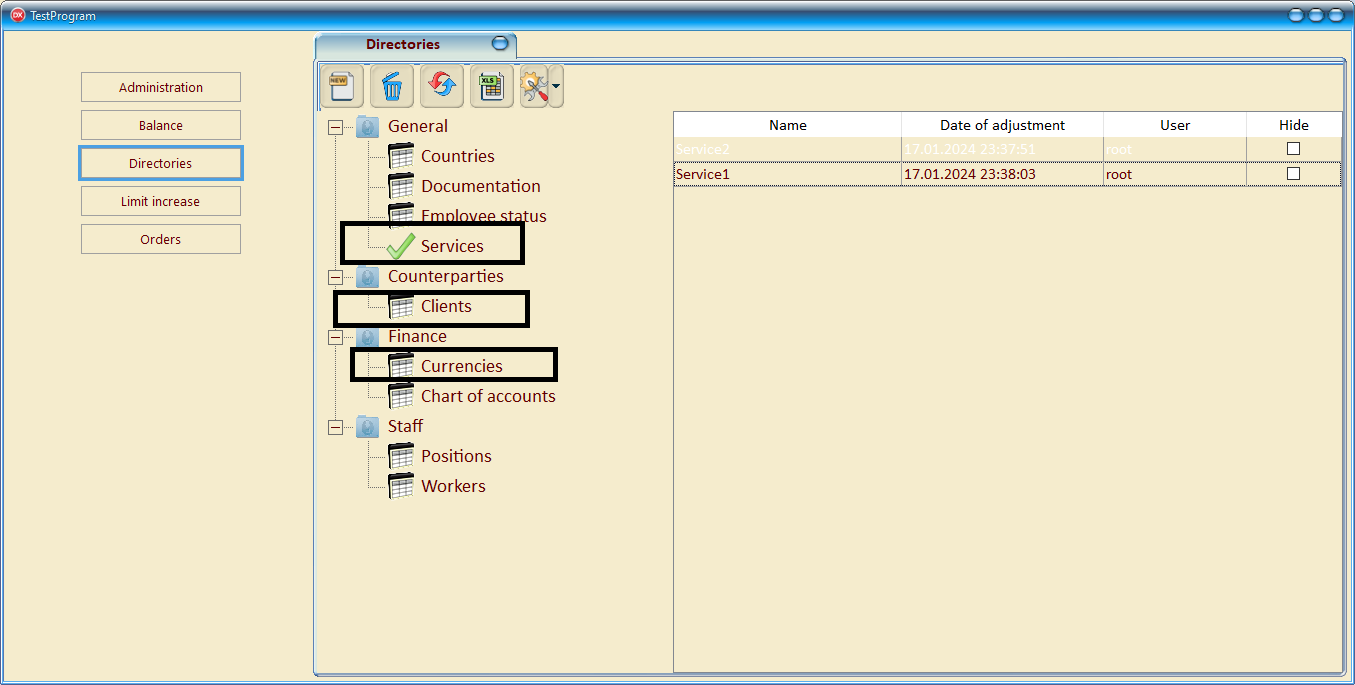 DX TestProgram
Administration
Balance
Directories
Limit increase
Orders
Directories
NEW
XLS
General
Countries
Documentation
Employee status
Services
Counterparties
Clients
Finance
Currencies
Chart of accounts
Staff
Positions
Workers
Name Date of adjustment User Hide
Service2 17.01.2024 23:37:51 root
Service1 17.01.2024 23:38:03 root